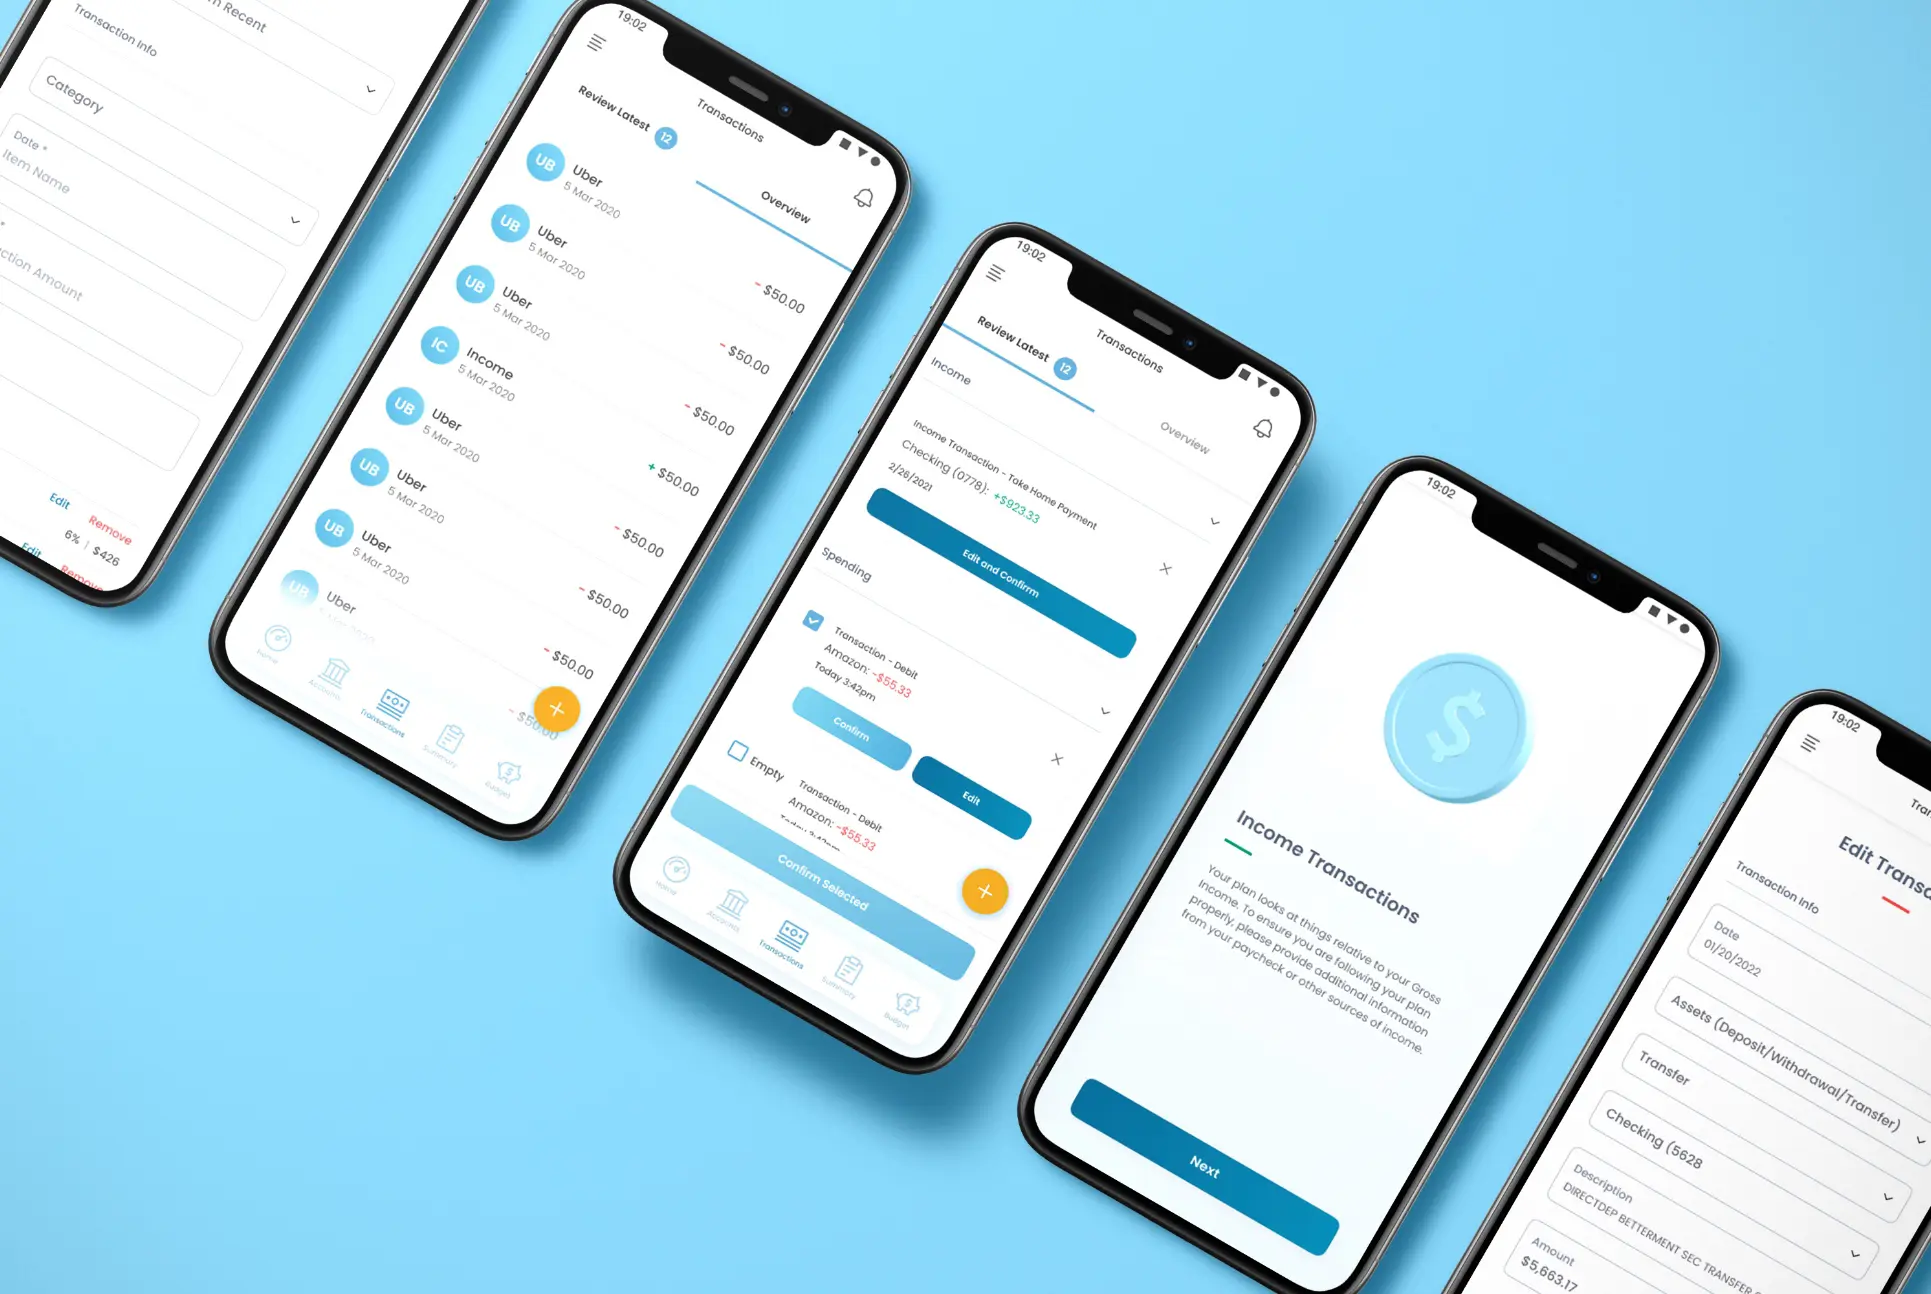 n Recent
Transaction Info
Category
Date *
Item Name
*
ction Amount
Edit
Remove
6% | $426
Edit
Remove
19:02
Transactions
Review Latest 12
Overview
UB Uber
5 Mar 2020
- $50.00
UB Uber
5 Mar 2020
- $50.00
UB Uber
5 Mar 2020
- $50.00
IC Income
5 Mar 2020
+ $50.00
UB Uber
5 Mar 2020
- $50.00
UB Uber
5 Mar 2020
- $50.00
UB Uber
5 Mar 2020
- $50.00
UB Uber
5 Mar 2020
- $50.00
Home
Accounts
Transactions
Summary
Budget
19:02
Transactions
Review Latest 12
Overview
Income
Income Transaction - Take Home Payment
Checking (0778): +$923.33
2/26/2021
Edit and Confirm
Spending
Transaction - Debit
Amazon: -$55.33
Today 3:42pm
Confirm
Edit
Empty
Transaction - Debit
Amazon: -$55.33
Today 3:42pm
Confirm Selected
Home
Accounts
Transactions
Summary
Budget
19:02
$
Income Transactions
Your plan looks at things relative to your Gross
Income. To ensure you are following your plan
properly, please provide additional information
from your paycheck or other sources of income.
Next
19:02
Tran
Edit Transa
Transaction Info
Date
01/20/2022
Assets (Deposit/Withdrawal/Transfer)
Transfer
Checking (5628
Description
DIRECTDEP BETTERMENT SEC TRANSFER
Amount
$5,663.17